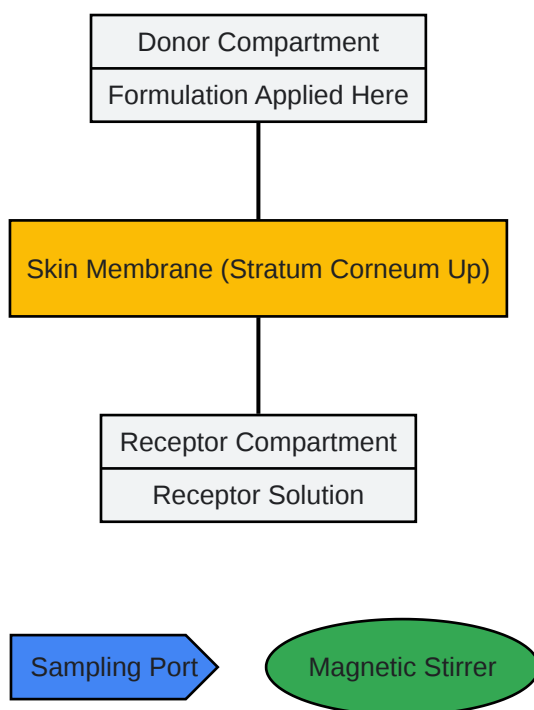 Donor Compartment
Formulation Applied Here
Skin Membrane (Stratum Corneum Up)
Receptor Compartment
Receptor Solution
Sampling Port
Magnetic Stirrer